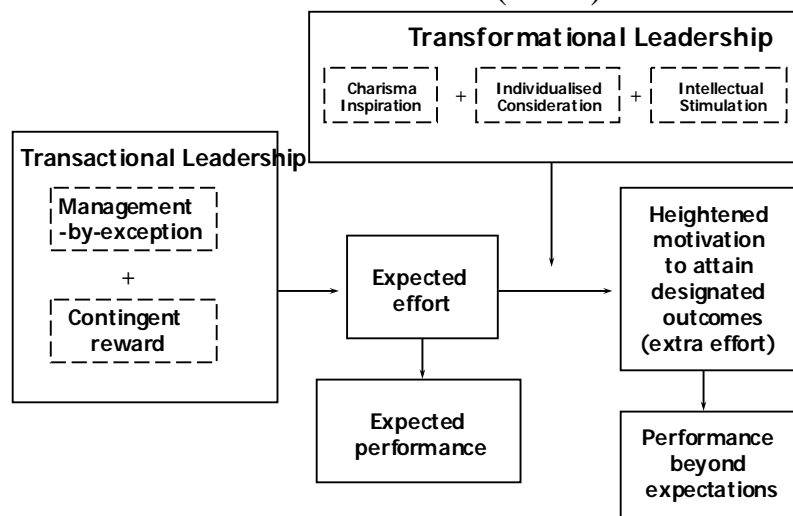 Transformational Leadership
Charisma
Inspiration
+
Individualised
Consideration
+
Intellectual
Stimulation
Transactional Leadership
Management
-by-exception
+
Contingent
reward
Expected
effort
Heightened
motivation
to attain
designated
outcomes
(extra effort)
Expected
performance
Performance
beyond
expectations